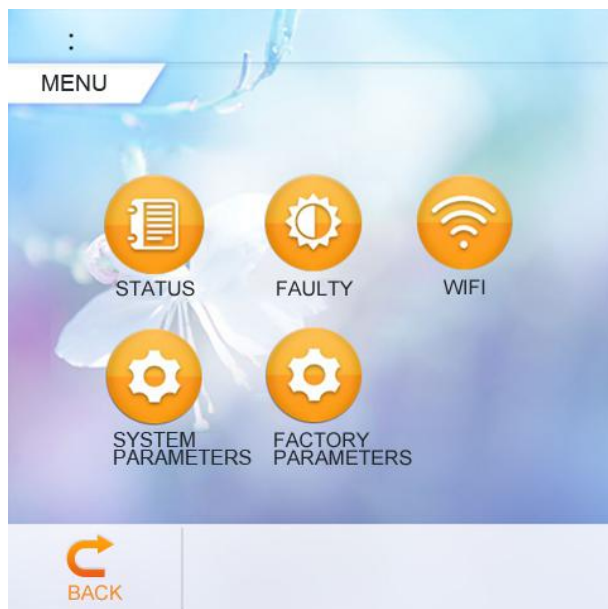 :
MENU
STATUS
FAULTY
WIFI
SYSTEM
PARAMETERS
FACTORY
PARAMETERS
BACK